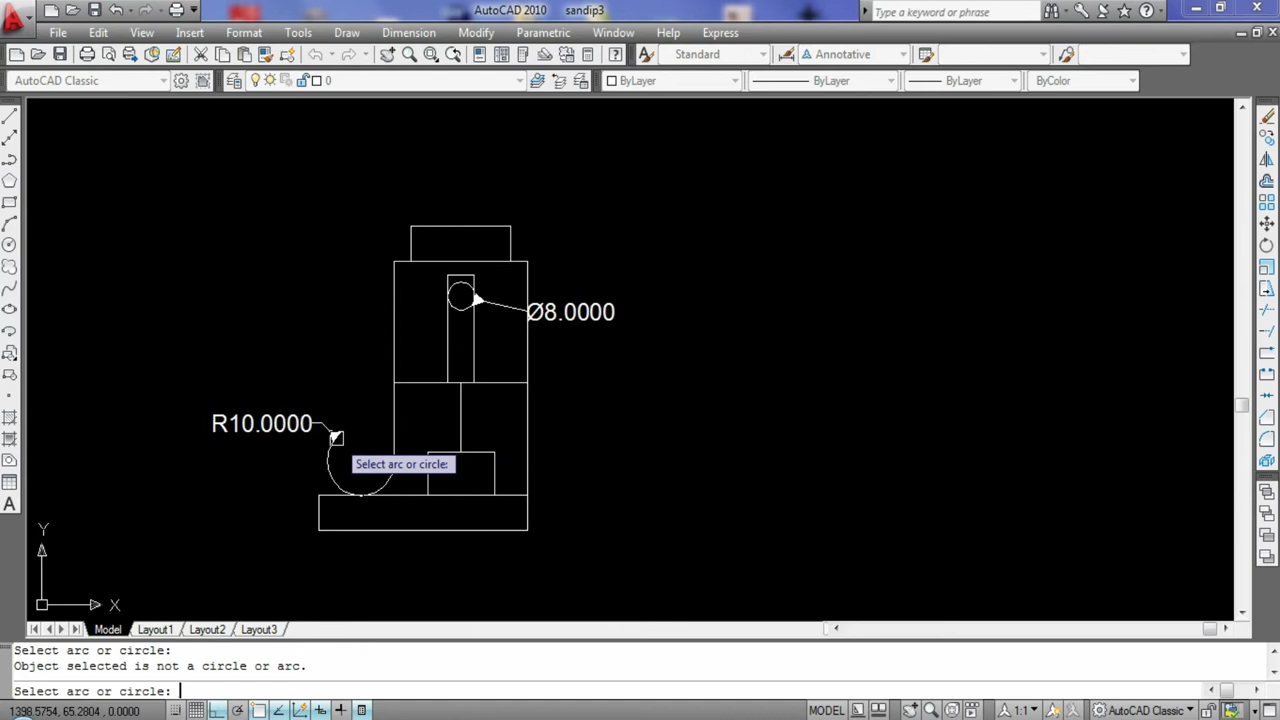 AutoCAD 2010 sandip3
Type a keyword or phrase
File Edit View Insert Format Tools Draw Dimension Modify Parametric Window Help Express
Standard Annotative
AutoCAD Classic 0 ByLayer ByLayer ByLayer ByColor
Ø8.0000
R10.0000
Select arc or circle:
Y
X
Model Layout1 Layout2 Layout3
Select arc or circle:
Object selected is not a circle or arc.
Select arc or circle:
1398.5754, 65.2804, 0.0000 MODEL 1:1 AutoCAD Classic